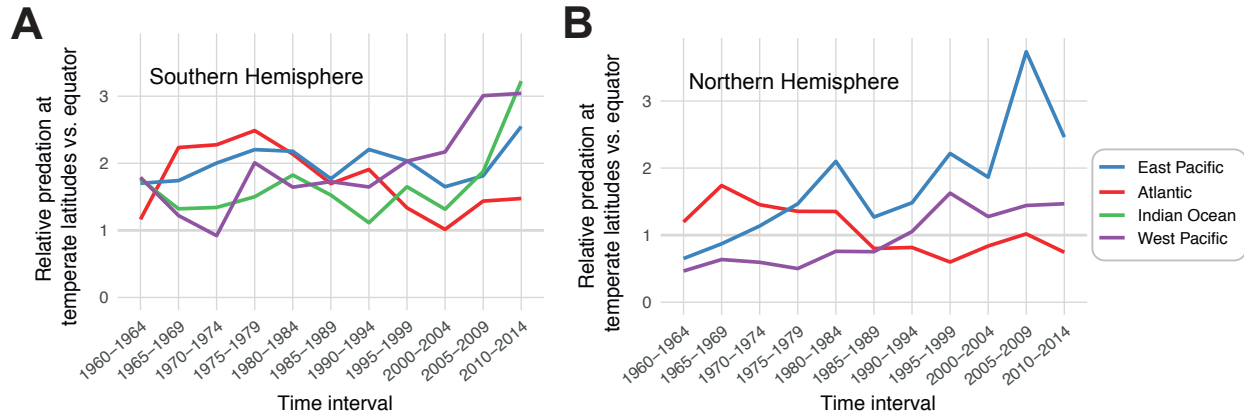 A
Southern Hemisphere
Relative predation at
temperate latitudes vs. equator
3
2
1
0
1960–1964
1965–1969
1970–1974
1975–1979
1980–1984
1985–1989
1990–1994
1995–1999
2000–2004
2005–2009
2010–2014
Time interval
B
Northern Hemisphere
Relative predation at
temperate latitudes vs. equator
3
2
1
0
1960–1964
1965–1969
1970–1974
1975–1979
1980–1984
1985–1989
1990–1994
1995–1999
2000–2004
2005–2009
2010–2014
Time interval
East Pacific
Atlantic
Indian Ocean
West Pacific